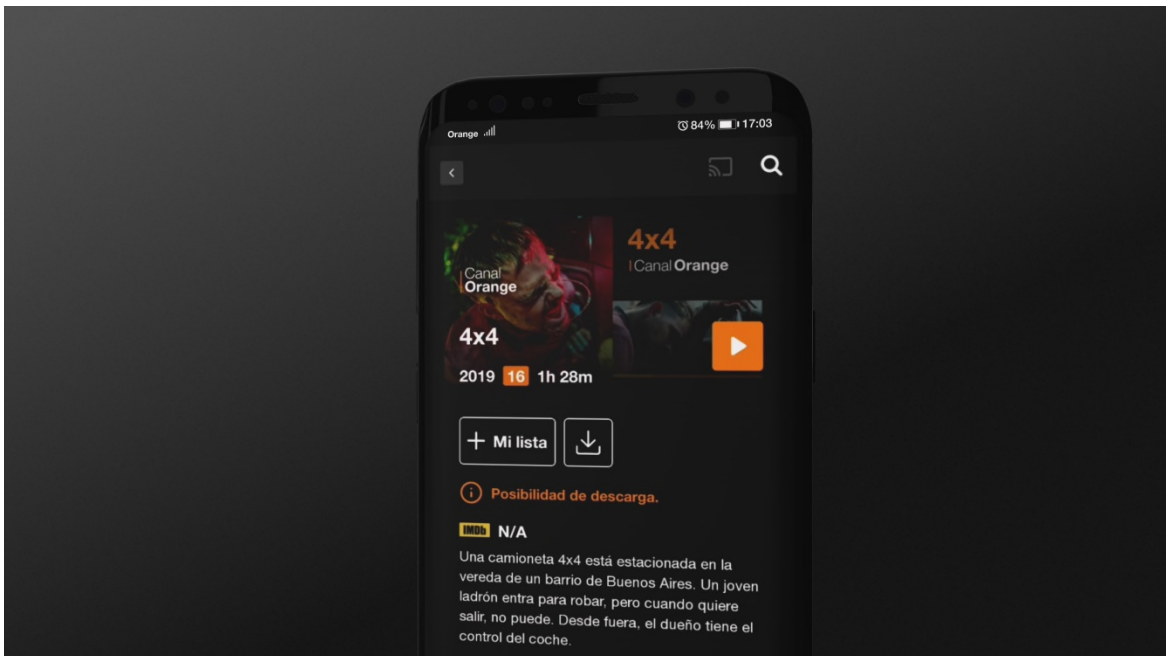 Orange
84% 17:03
4x4
Canal Orange
Canal
Orange
4x4
2019 16 1h 28m
+ Mi lista
Posibilidad de descarga.
IMDb N/A
Una camioneta 4x4 está estacionada en la
vereda de un barrio de Buenos Aires. Un joven
ladrón entra para robar, pero cuando quiere
salir, no puede. Desde fuera, el dueño tiene el
control del coche.